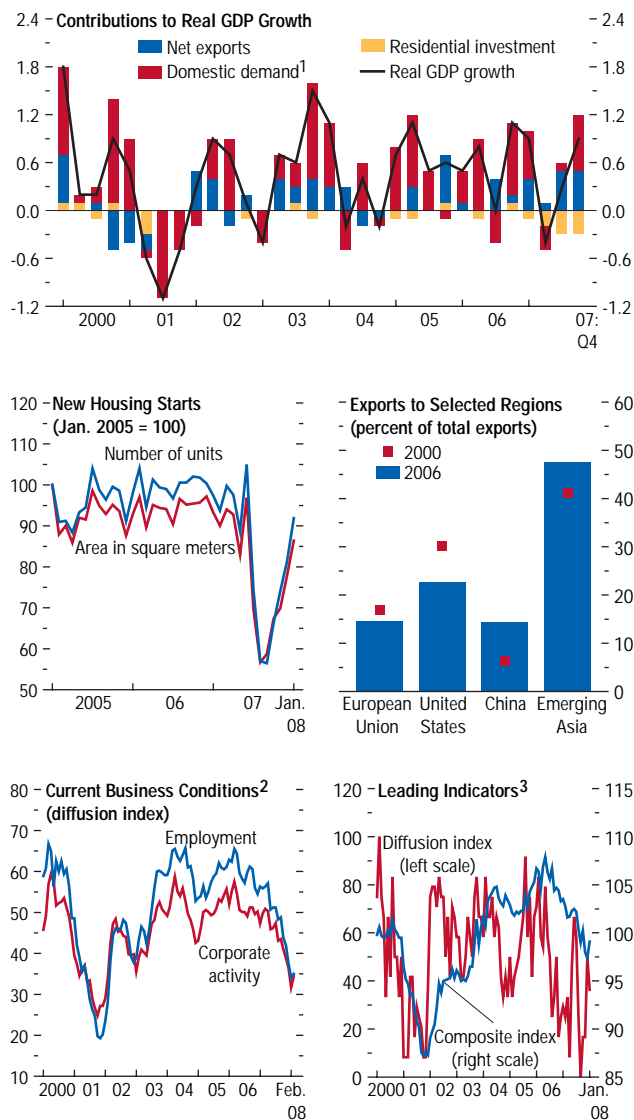 Contributions to Real GDP Growth
2.4
1.8
1.2
0.6
0.0
-0.6
-1.2
Net exports
Domestic demand1
Residential investment
Real GDP growth
2.4
1.8
1.2
0.6
0.0
-0.6
-1.2
2000 01 02 03 04 05 06 07:
Q4
New Housing Starts
(Jan. 2005 = 100)
120
110
100
90
80
70
60
50
Number of units
Area in square meters
2005 06 07 Jan.
08
Exports to Selected Regions
(percent of total exports)
2000
2006
60
50
40
30
20
10
0
European
Union
United
States
China
Emerging
Asia
Current Business Conditions2
(diffusion index)
80
70
60
50
40
30
20
10
Employment
Corporate
activity
2000 01 02 03 04 05 06 Feb.
08
Leading Indicators3
120
100
80
60
40
20
0
Diffusion index
(left scale)
Composite index
(right scale)
115
110
105
100
95
90
85
2000 01 02 03 04 05 06 Jan.
08